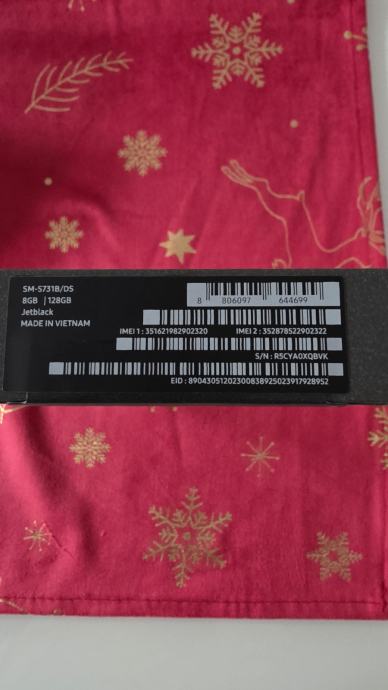 SM-S731B/DS
8GB | 128GB
Jetblack
MADE IN VIETNAM
8 806097 644699
IMEI 1 : 351621982902320 IMEI 2 : 352878522902322
S/N : R5CYA0XQBVK
EID : 89043051202300838925023917928952